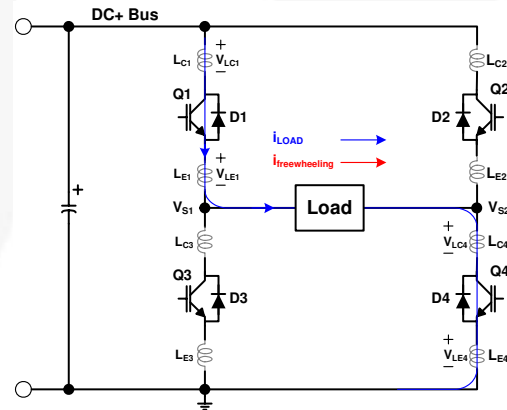 DC+ Bus
LC1
+
VLC1
−
LC2
Q1
D1
D2
Q2
iLOAD
ifreewheeling
LE1
+
VLE1
−
LE2
+
VS1
Load
VS2
LC3
+
VLC4
−
LC4
Q3
D3
D4
Q4
LE3
+
VLE4
−
LE4